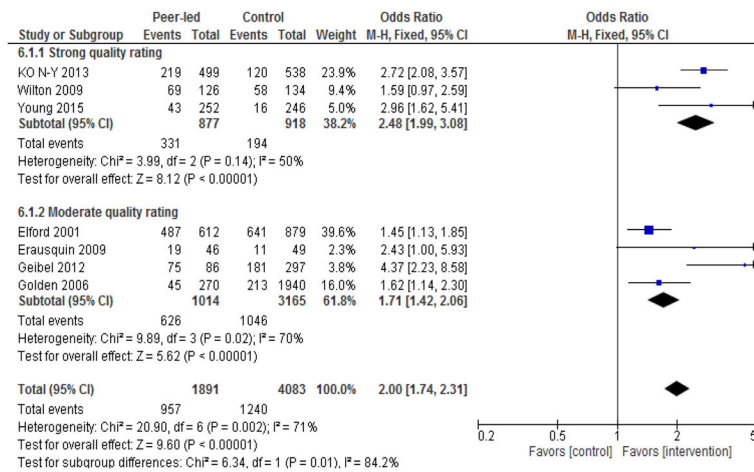 Peer-led Control Odds Ratio Odds Ratio
Study or Subgroup Events Total Events Total Weight M-H, Fixed, 95% CI M-H, Fixed, 95% CI
6.1.1 Strong quality rating
KO N-Y 2013 219 499 120 538 23.9% 2.72 [2.08, 3.57]
Wilton 2009 69 126 58 134 9.4% 1.59 [0.97, 2.59]
Young 2015 43 252 16 246 5.0% 2.96 [1.62, 5.41]
Subtotal (95% CI) 877 918 38.2% 2.48 [1.99, 3.08]
Total events 331 194
Heterogeneity: Chi² = 3.99, df = 2 (P = 0.14); I² = 50%
Test for overall effect: Z = 8.12 (P < 0.00001)
6.1.2 Moderate quality rating
Elford 2001 487 612 641 879 39.6% 1.45 [1.13, 1.85]
Erausquin 2009 19 46 11 49 2.3% 2.43 [1.00, 5.93]
Geibel 2012 75 86 181 297 3.8% 4.37 [2.23, 8.58]
Golden 2006 45 270 213 1940 16.0% 1.62 [1.14, 2.30]
Subtotal (95% CI) 1014 3165 61.8% 1.71 [1.42, 2.06]
Total events 626 1046
Heterogeneity: Chi² = 9.89, df = 3 (P = 0.02); I² = 70%
Test for overall effect: Z = 5.62 (P < 0.00001)
Total (95% CI) 1891 4083 100.0% 2.00 [1.74, 2.31]
Total events 957 1240
Heterogeneity: Chi² = 20.90, df = 6 (P = 0.002); I² = 71%
Test for overall effect: Z = 9.60 (P < 0.00001)
Test for subgroup differences: Chi² = 6.34, df = 1 (P = 0.01), I² = 84.2%
0.2 0.5 1 2 5
Favors [control] Favors [intervention]